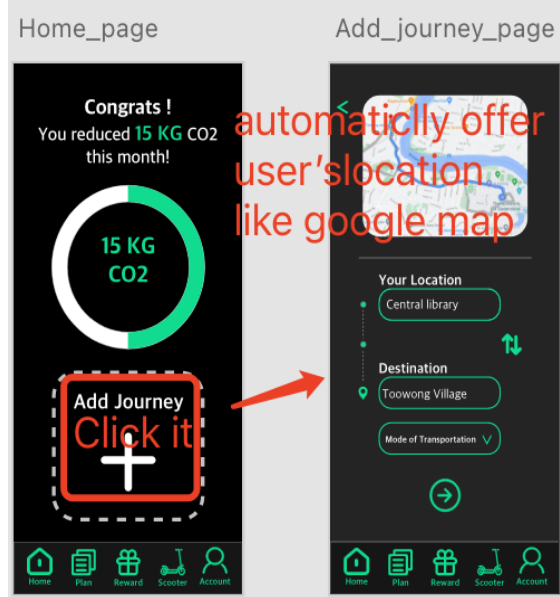 Home_page
Congrats !
You reduced 15 KG CO2
this month!
15 KG
CO2
Add Journey
Click it
Home
Plan
Reward
Scooter
Account
Add_journey_page
automaticlly offer
user'slocation
like google map
<
Your Location
Central library
Destination
Toowong Village
Mode of Transportation
Home
Plan
Reward
Scooter
Account